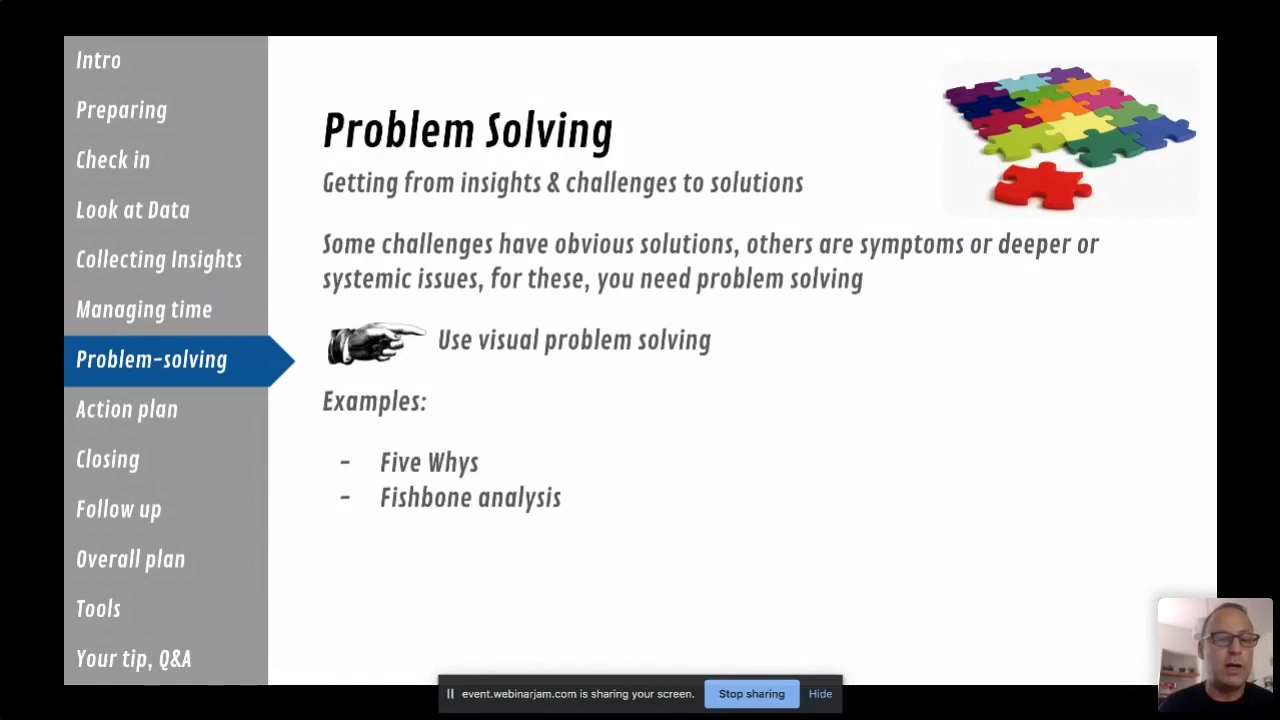 Intro
Preparing
Check in
Look at Data
Collecting Insights
Managing time
Problem-solving
Action plan
Closing
Follow up
Overall plan
Tools
Your tip, Q&A
Problem Solving
Getting from insights & challenges to solutions
Some challenges have obvious solutions, others are symptoms or deeper or
systemic issues, for these, you need problem solving
Use visual problem solving
Examples:
- Five Whys
- Fishbone analysis
event.webinarjam.com is sharing your screen. Stop sharing Hide